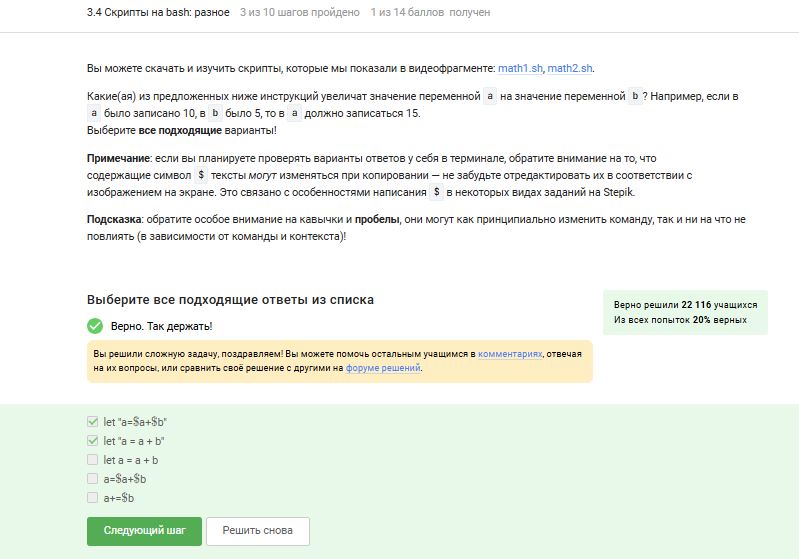 3.4 Скрипты на bash: разное 3 из 10 шагов пройдено 1 из 14 баллов получен
Вы можете скачать и изучить скрипты, которые мы показали в видеофрагменте: math1.sh, math2.sh.
Какие(ая) из предложенных ниже инструкций увеличат значение переменной a на значение переменной b ? Например, если в
a было записано 10, в b было 5, то в a должно записаться 15.
Выберите все подходящие варианты!
Примечание: если вы планируете проверять варианты ответов у себя в терминале, обратите внимание на то, что
содержащие символ $ тексты могут изменяться при копировании — не забудьте отредактировать их в соответствии с
изображением на экране. Это связано с особенностями написания $ в некоторых видах заданий на Stepik.
Подсказка: обратите особое внимание на кавычки и пробелы, они могут как принципиально изменить команду, так и ни на что не
повлиять (в зависимости от команды и контекста)!
Выберите все подходящие ответы из списка
Верно решили 22 116 учащихся
Из всех попыток 20% верных
Верно. Так держать!
Вы решили сложную задачу, поздравляем! Вы можете помочь остальным учащимся в комментариях, отвечая
на их вопросы, или сравнить своё решение с другими на форуме решений.
let "a=$a+$b"
let "a = a + b"
let a = a + b
a=$a+$b
a+=$b
Следующий шаг Решить снова